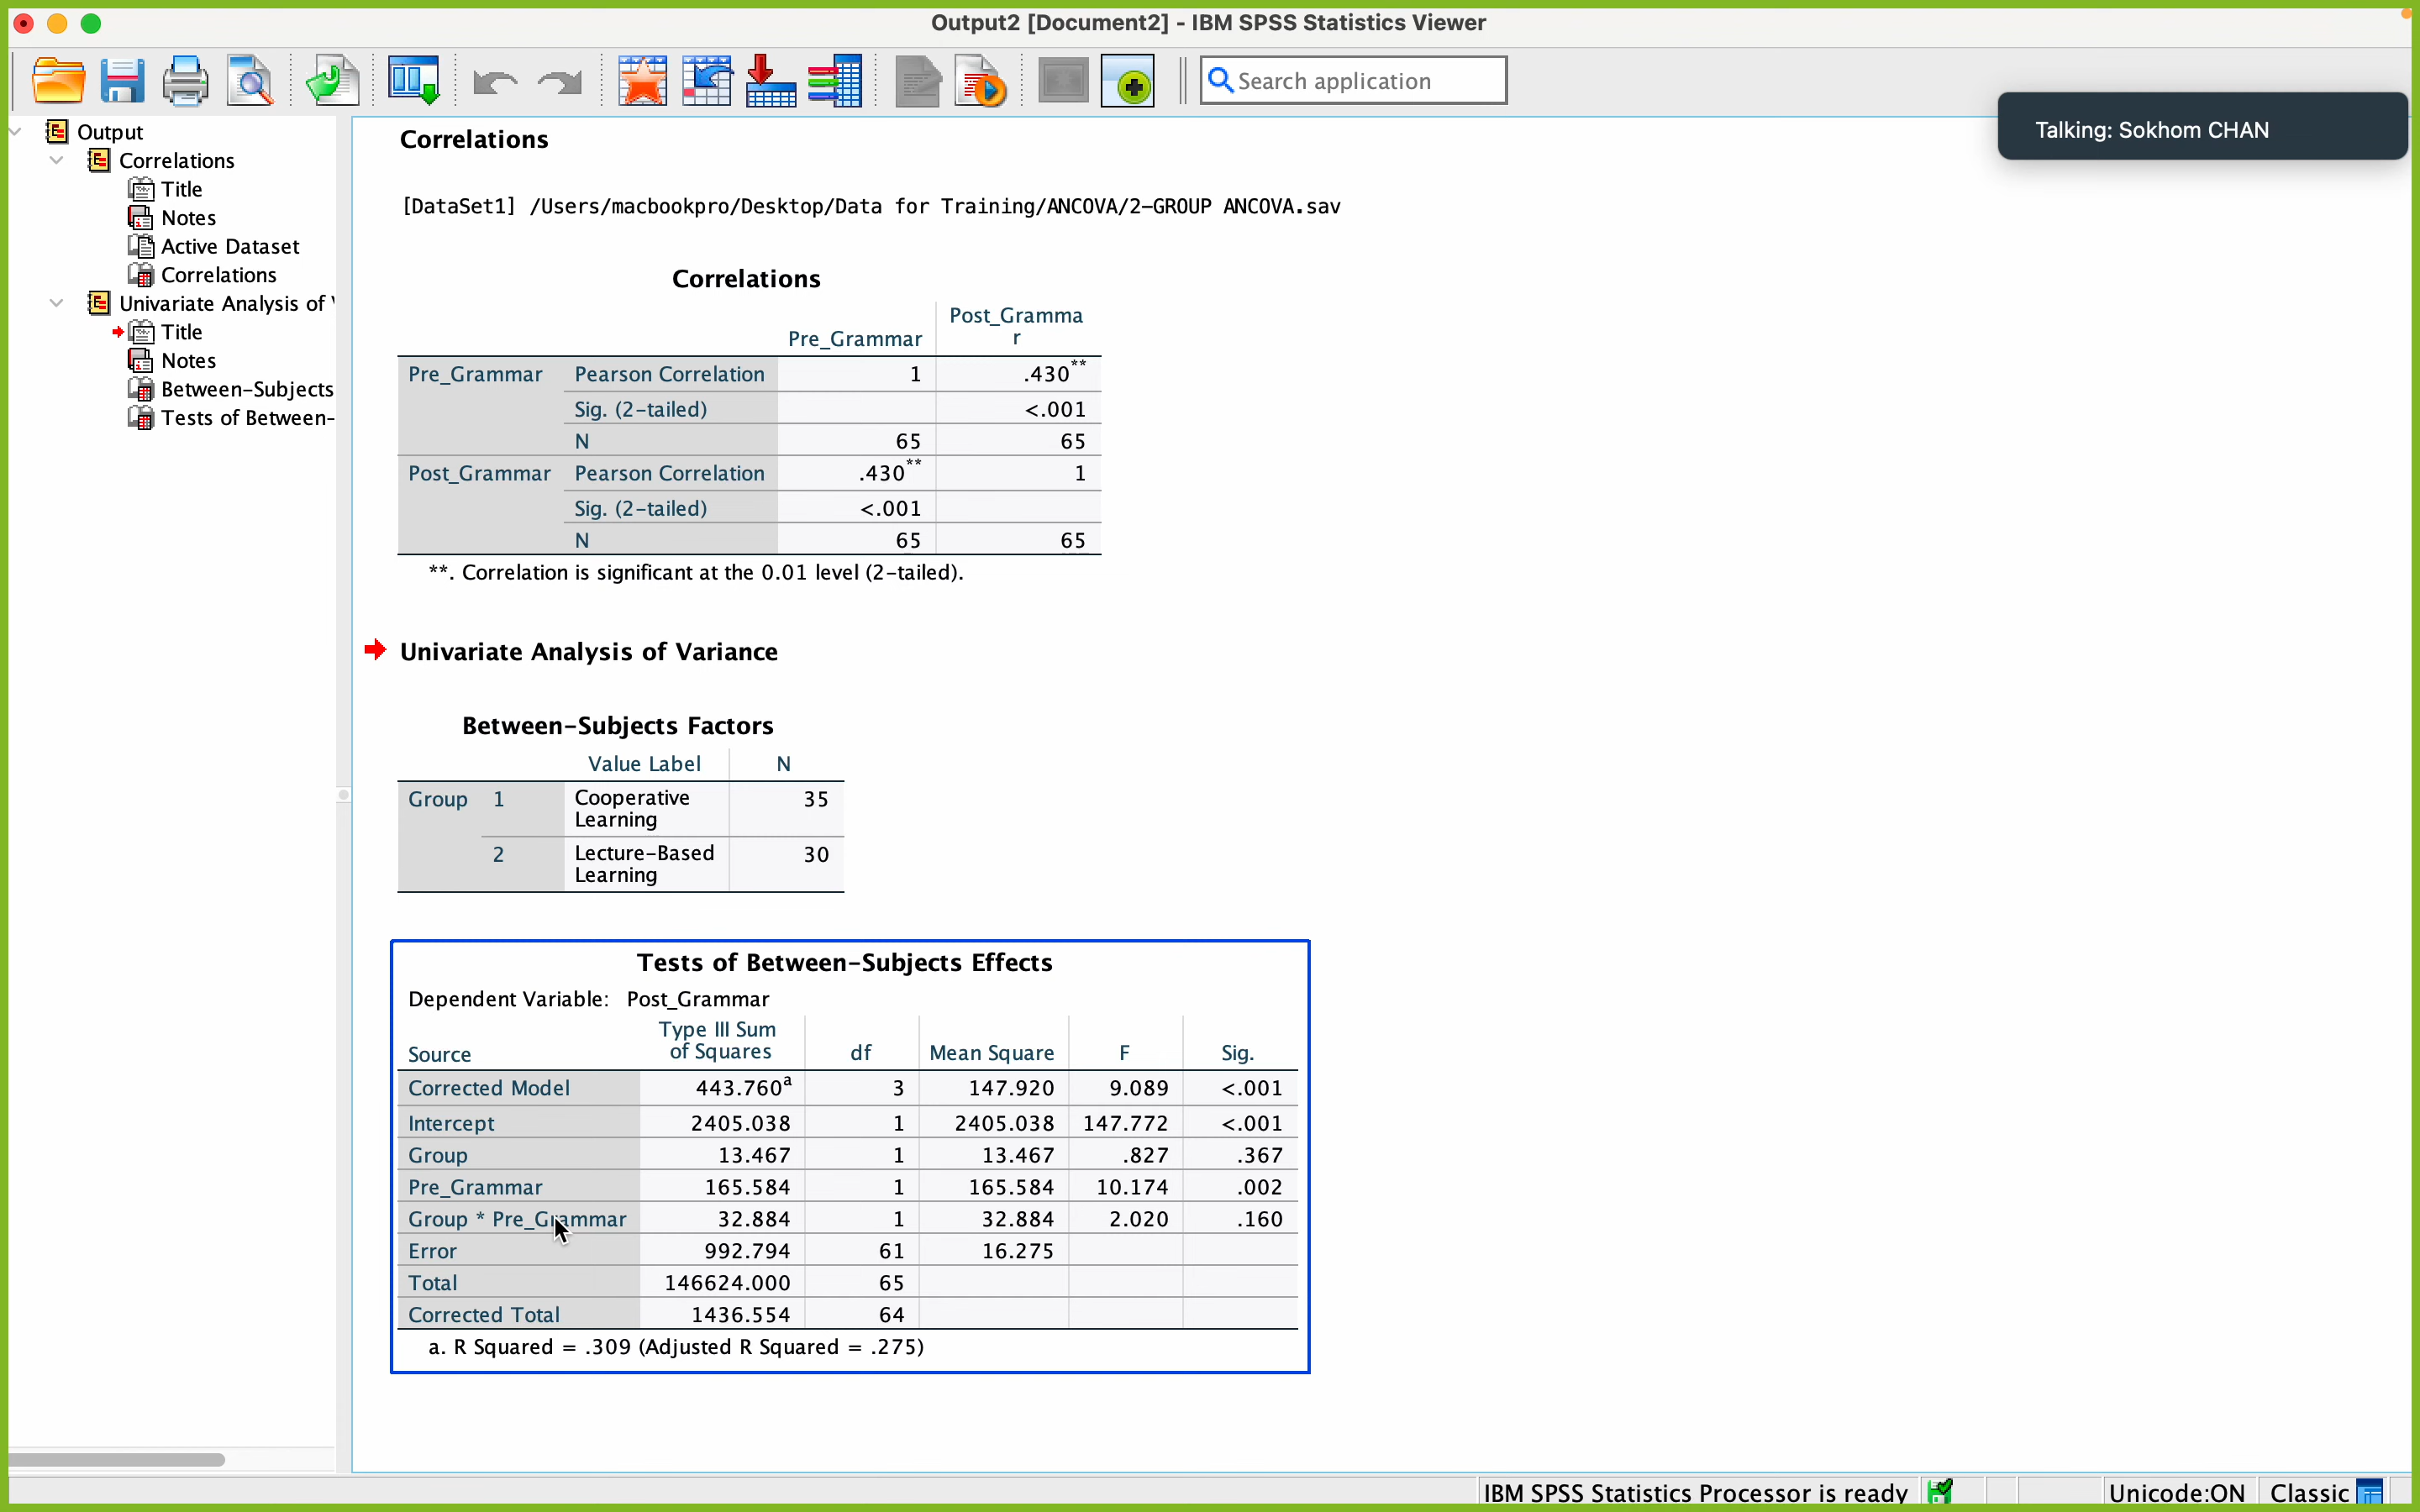 Output2 [Document2] - IBM SPSS Statistics Viewer
Search application
Talking: Sokhom CHAN
Output
Correlations
Title
Notes
Active Dataset
Correlations
Univariate Analysis of
Title
Notes
Between-Subjects
Tests of Between-
Correlations
[DataSet1] /Users/macbookpro/Desktop/Data for Training/ANCOVA/2-GROUP ANCOVA.sav
Correlations
Pre_Grammar Post_Gramma
r
Pre_Grammar Pearson Correlation 1 .430**
Sig. (2-tailed) <.001
N 65 65
Post_Grammar Pearson Correlation .430** 1
Sig. (2-tailed) <.001
N 65 65
**. Correlation is significant at the 0.01 level (2-tailed).
Univariate Analysis of Variance
Between-Subjects Factors
Value Label N
Group 1 Cooperative 35
Learning
2 Lecture-Based 30
Learning
Tests of Between-Subjects Effects
Dependent Variable: Post_Grammar
Type III Sum
Source of Squares df Mean Square F Sig.
Corrected Model 443.760a 3 147.920 9.089 <.001
Intercept 2405.038 1 2405.038 147.772 <.001
Group 13.467 1 13.467 .827 .367
Pre_Grammar 165.584 1 165.584 10.174 .002
Group * Pre_Grammar 32.884 1 32.884 2.020 .160
Error 992.794 61 16.275
Total 146624.000 65
Corrected Total 1436.554 64
a. R Squared = .309 (Adjusted R Squared = .275)
IBM SPSS Statistics Processor is ready Unicode:ON Classic